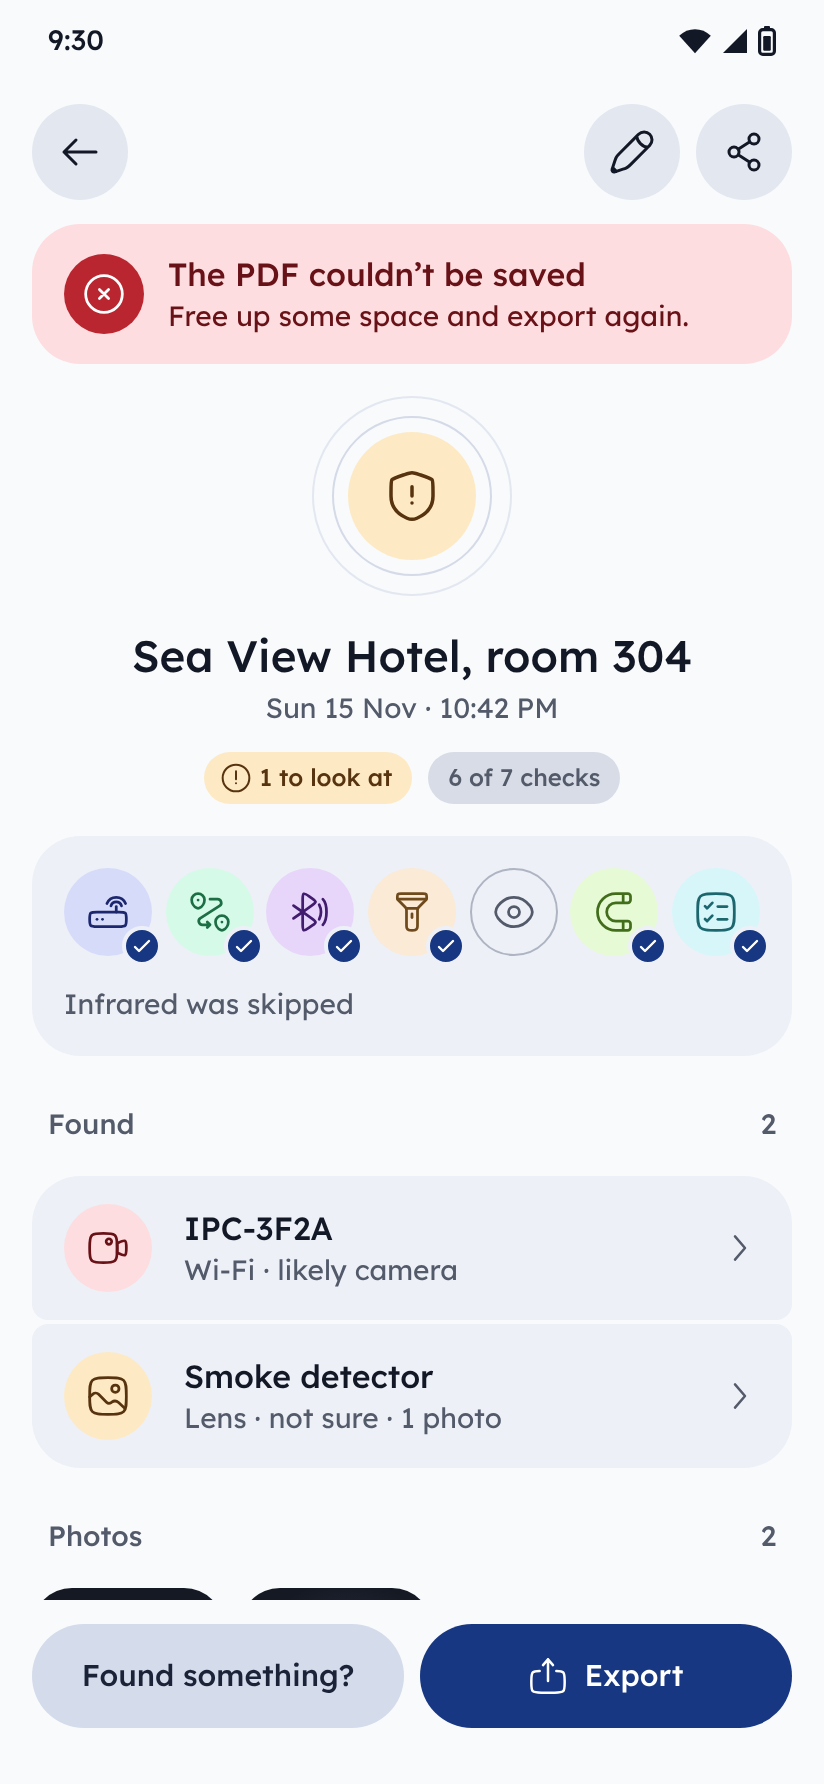 9:30
The PDF couldn’t be saved
Free up some space and export again.
Sea View Hotel, room 304
Sun 15 Nov · 10:42 PM
1 to look at
6 of 7 checks
Infrared was skipped
Found
2
IPC-3F2A
Wi-Fi · likely camera
Smoke detector
Lens · not sure · 1 photo
Photos
2
Found something?
Export